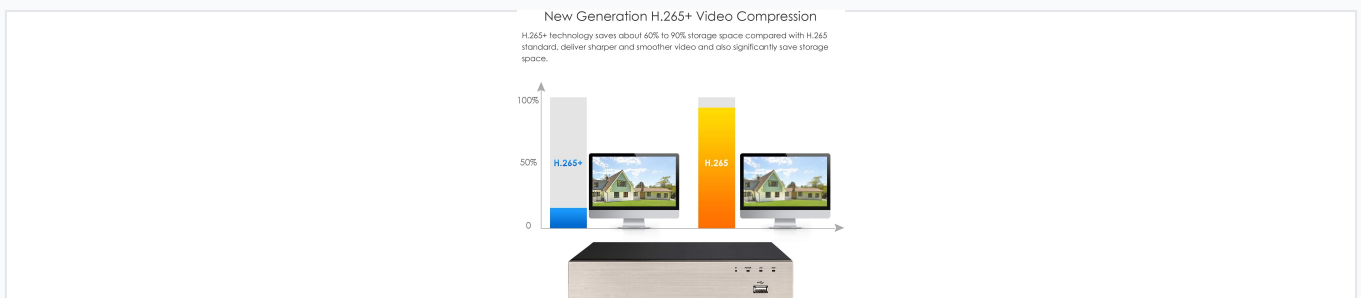 New Generation H.265+ Video Compression
H.265+ technology saves about 60% to 90% storage space compared with H.265
standard, deliver sharper and smoother video and also significantly save storage
space.
100%
50%
H.265+
H.265
0